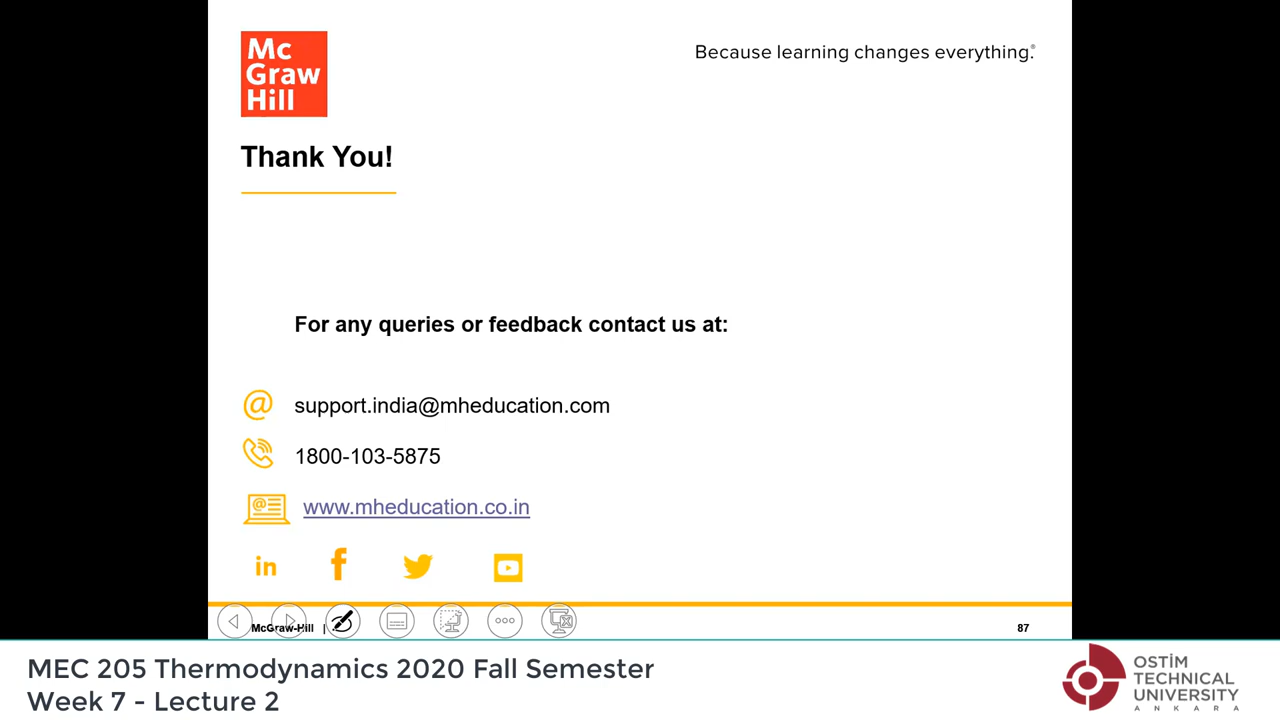 Mc
Graw
Hill
Because learning changes everything.®
Thank You!
For any queries or feedback contact us at:
@ support.india@mheducation.com
1800-103-5875
@ www.mheducation.co.in
in f
McGraw-Hill |
87
MEC 205 Thermodynamics 2020 Fall Semester
Week 7 - Lecture 2
OSTİM
TECHNICAL
UNIVERSITY
ANKARA